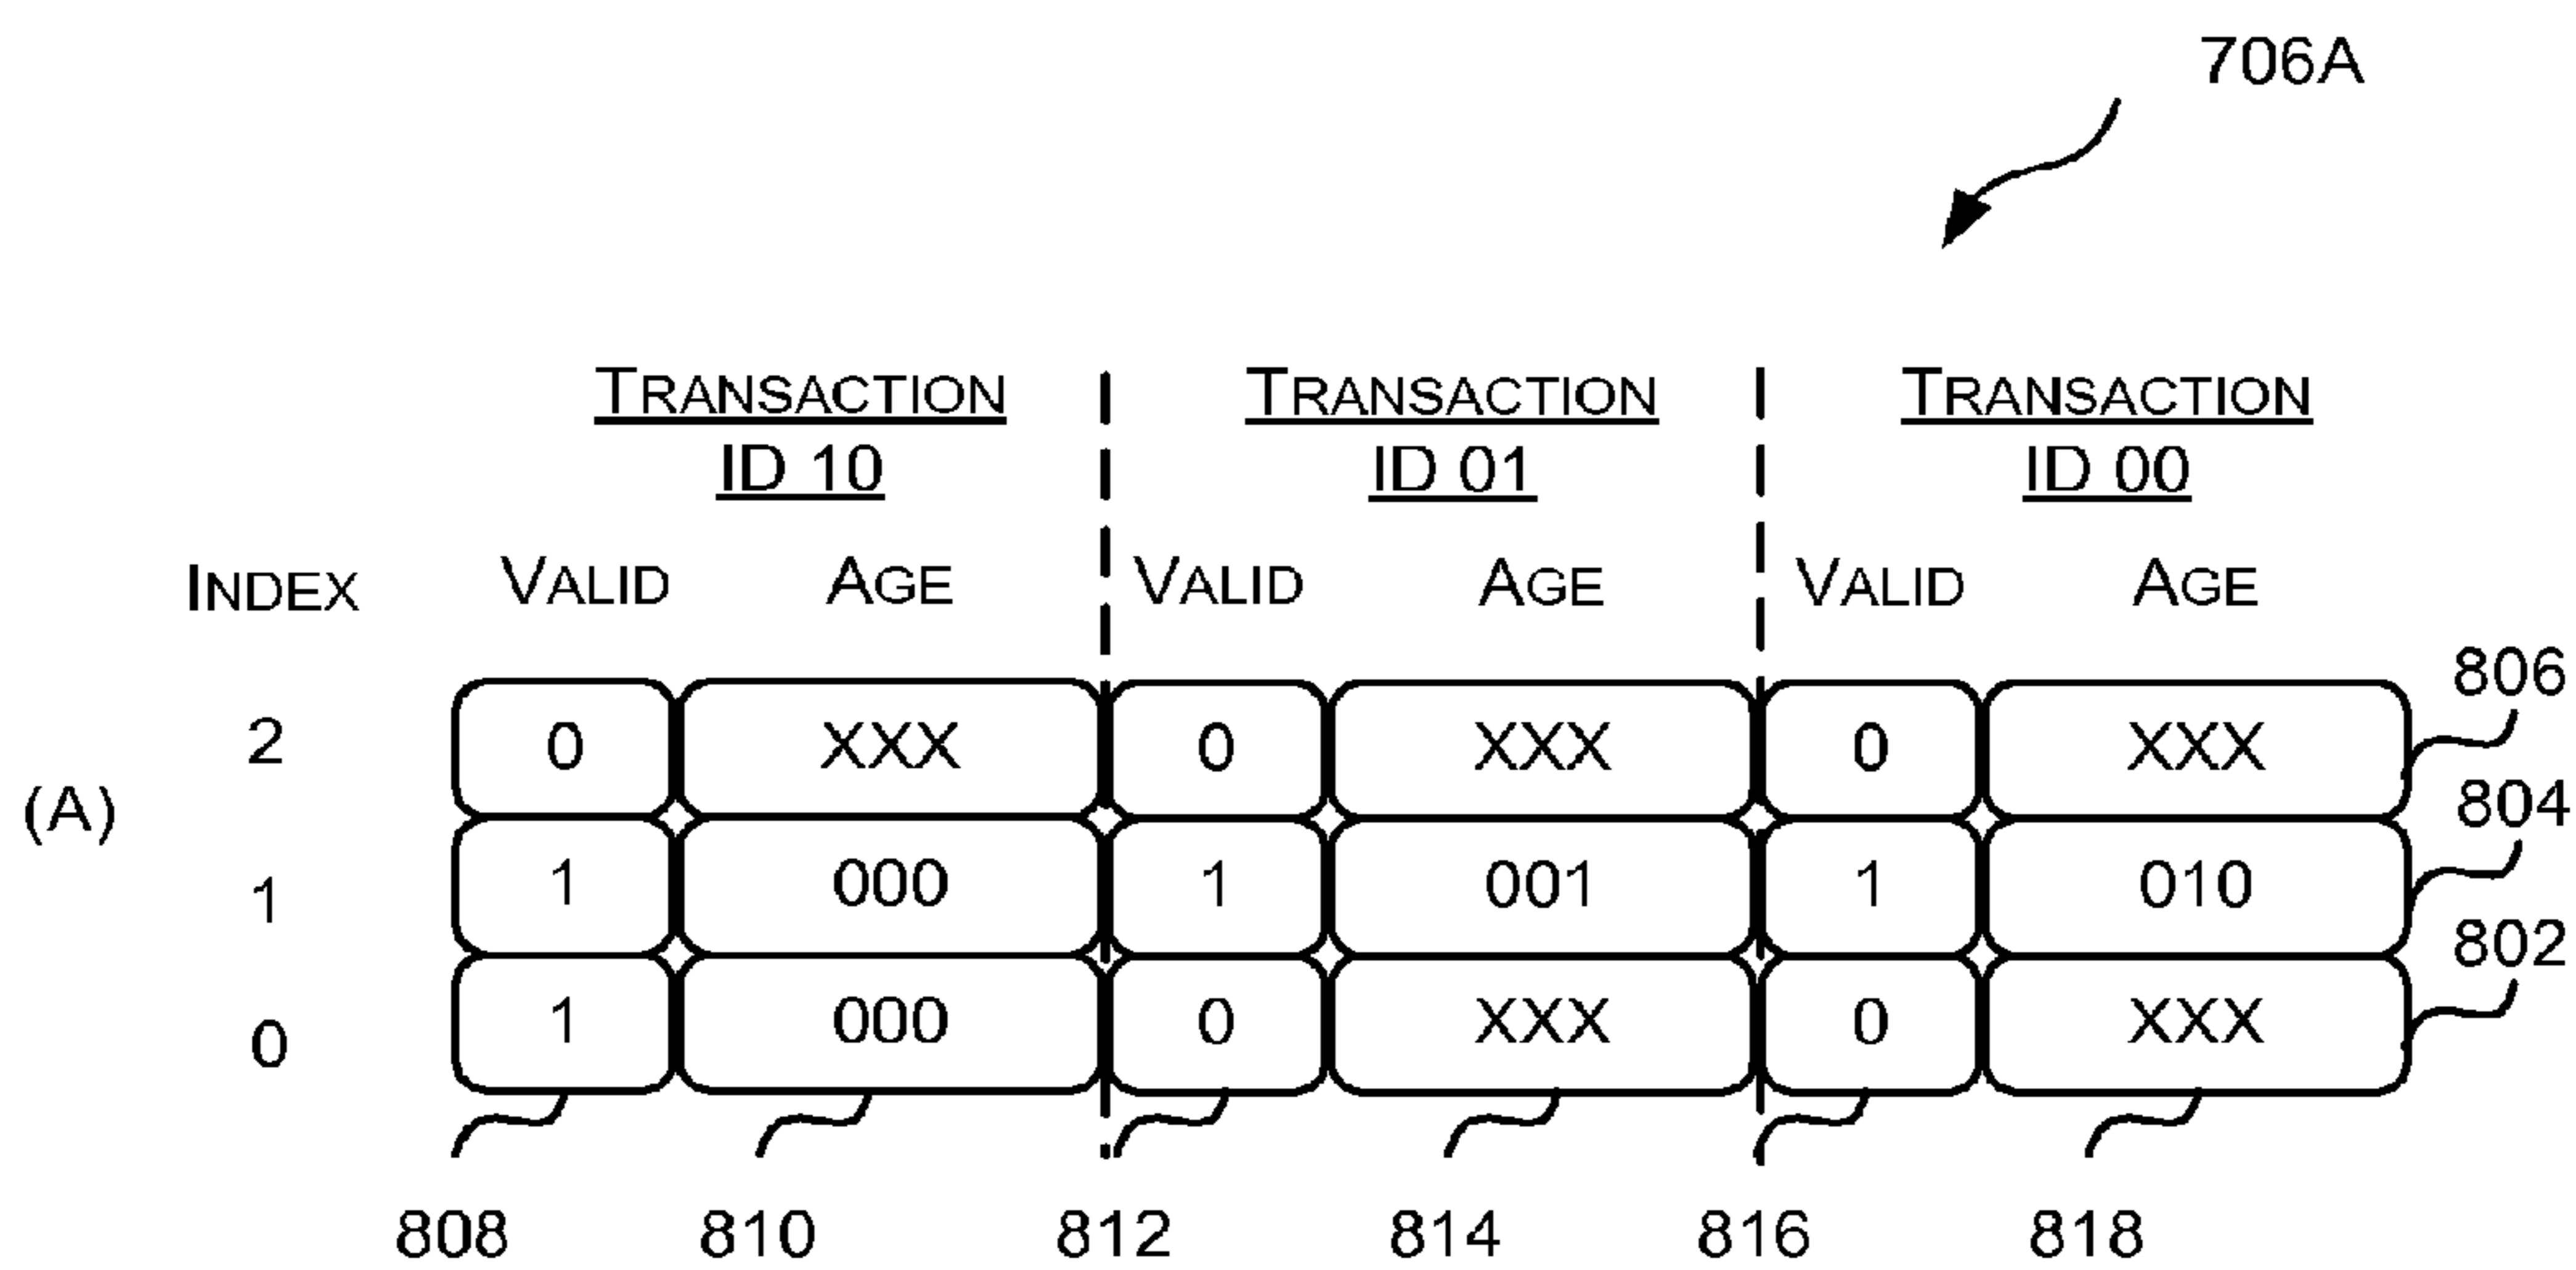 706A
TRANSACTION TRANSACTION TRANSACTION
ID 10 ID 01 ID 00
INDEX VALID AGE VALID AGE VALID AGE
806
2 0 XXX 0 XXX 0 XXX
804
(A)
1 1 000 1 001 1 010
802
0 1 000 0 XXX 0 XXX
808 810 812 814 816 818